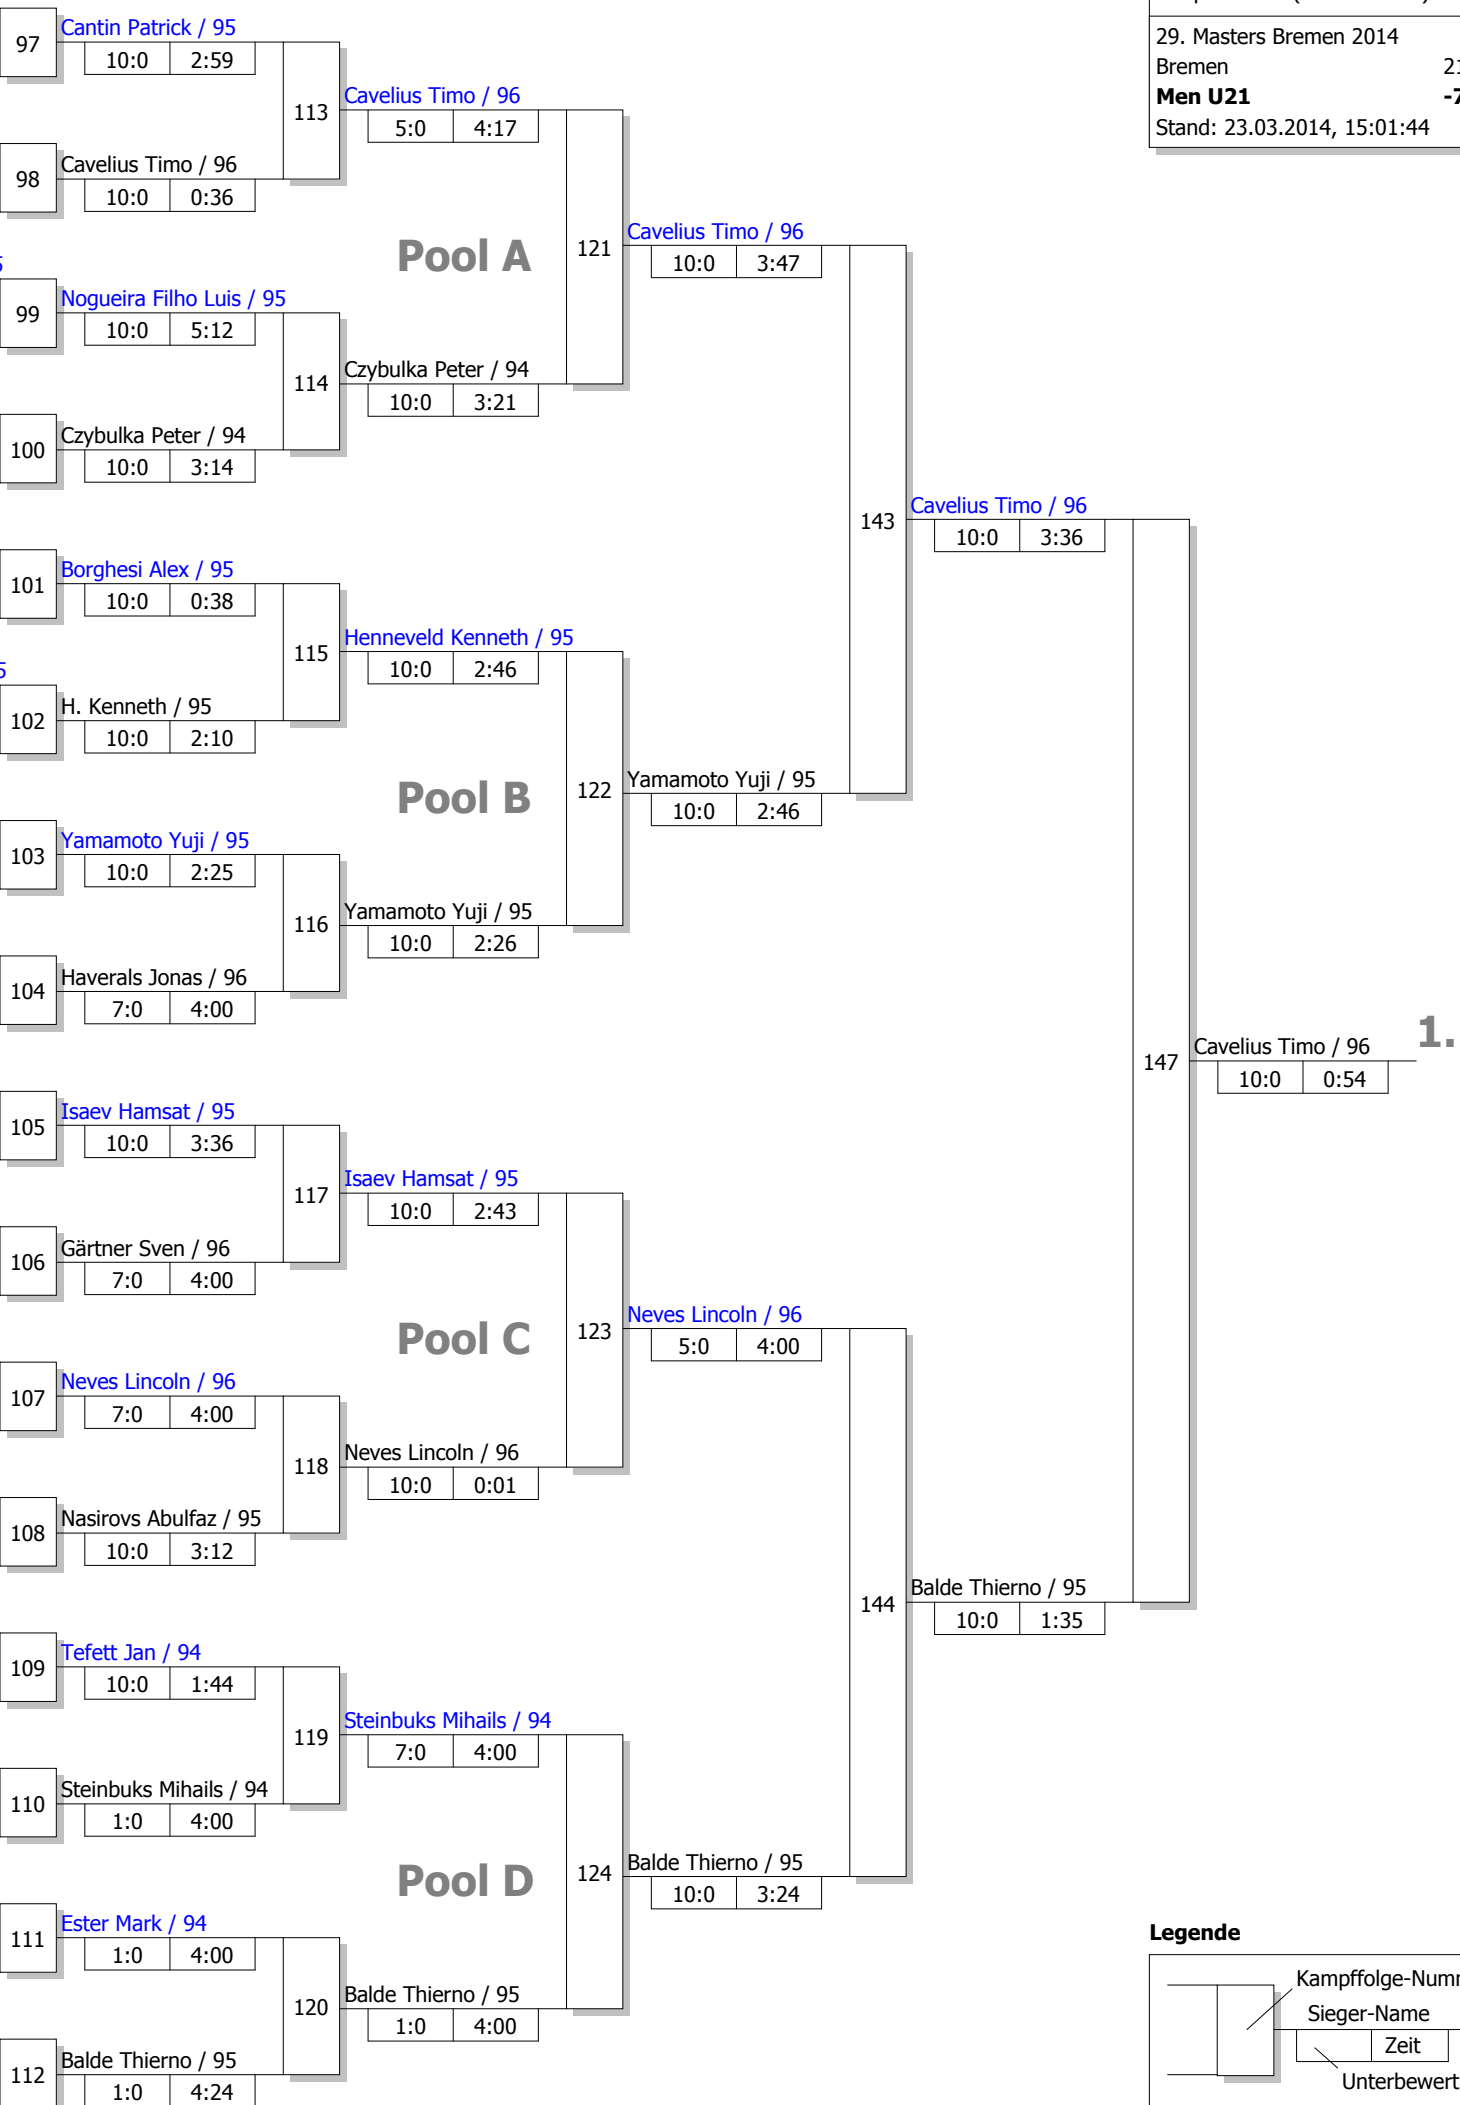 29. Masters Bremen 2014
Bremen
Men U21
Stand: 23.03.2014, 15:01:44
97
Cantin Patrick / 95
10:0 2:59
113
Cavelius Timo / 96
5:0 4:17
98
Cavelius Timo / 96
10:0 0:36
Pool A
121
Cavelius Timo / 96
10:0 3:47
99
Nogueira Filho Luis / 95
10:0 5:12
114
Czybulka Peter / 94
10:0 3:21
100
Czybulka Peter / 94
10:0 3:14
143
Cavelius Timo / 96
10:0 3:36
101
Borghesi Alex / 95
10:0 0:38
115
Henneveld Kenneth / 95
10:0 2:46
102
H. Kenneth / 95
10:0 2:10
Pool B
122
Yamamoto Yuji / 95
10:0 2:46
103
Yamamoto Yuji / 95
10:0 2:25
116
Yamamoto Yuji / 95
10:0 2:26
104
Haverals Jonas / 96
7:0 4:00
147
Cavelius Timo / 96
10:0 0:54
1.
105
Isaev Hamsat / 95
10:0 3:36
117
Isaev Hamsat / 95
10:0 2:43
106
Gärtner Sven / 96
7:0 4:00
Pool C
123
Neves Lincoln / 96
5:0 4:00
107
Neves Lincoln / 96
7:0 4:00
118
Neves Lincoln / 96
10:0 0:01
108
Nasirovs Abulfaz / 95
10:0 3:12
144
Balde Thierno / 95
10:0 1:35
109
Tefett Jan / 94
10:0 1:44
119
Steinbuks Mihails / 94
7:0 4:00
110
Steinbuks Mihails / 94
1:0 4:00
Pool D
124
Balde Thierno / 95
10:0 3:24
111
Ester Mark / 94
1:0 4:00
120
Balde Thierno / 95
1:0 4:00
112
Balde Thierno / 95
1:0 4:24
Legende
Sieger-Name
Zeit